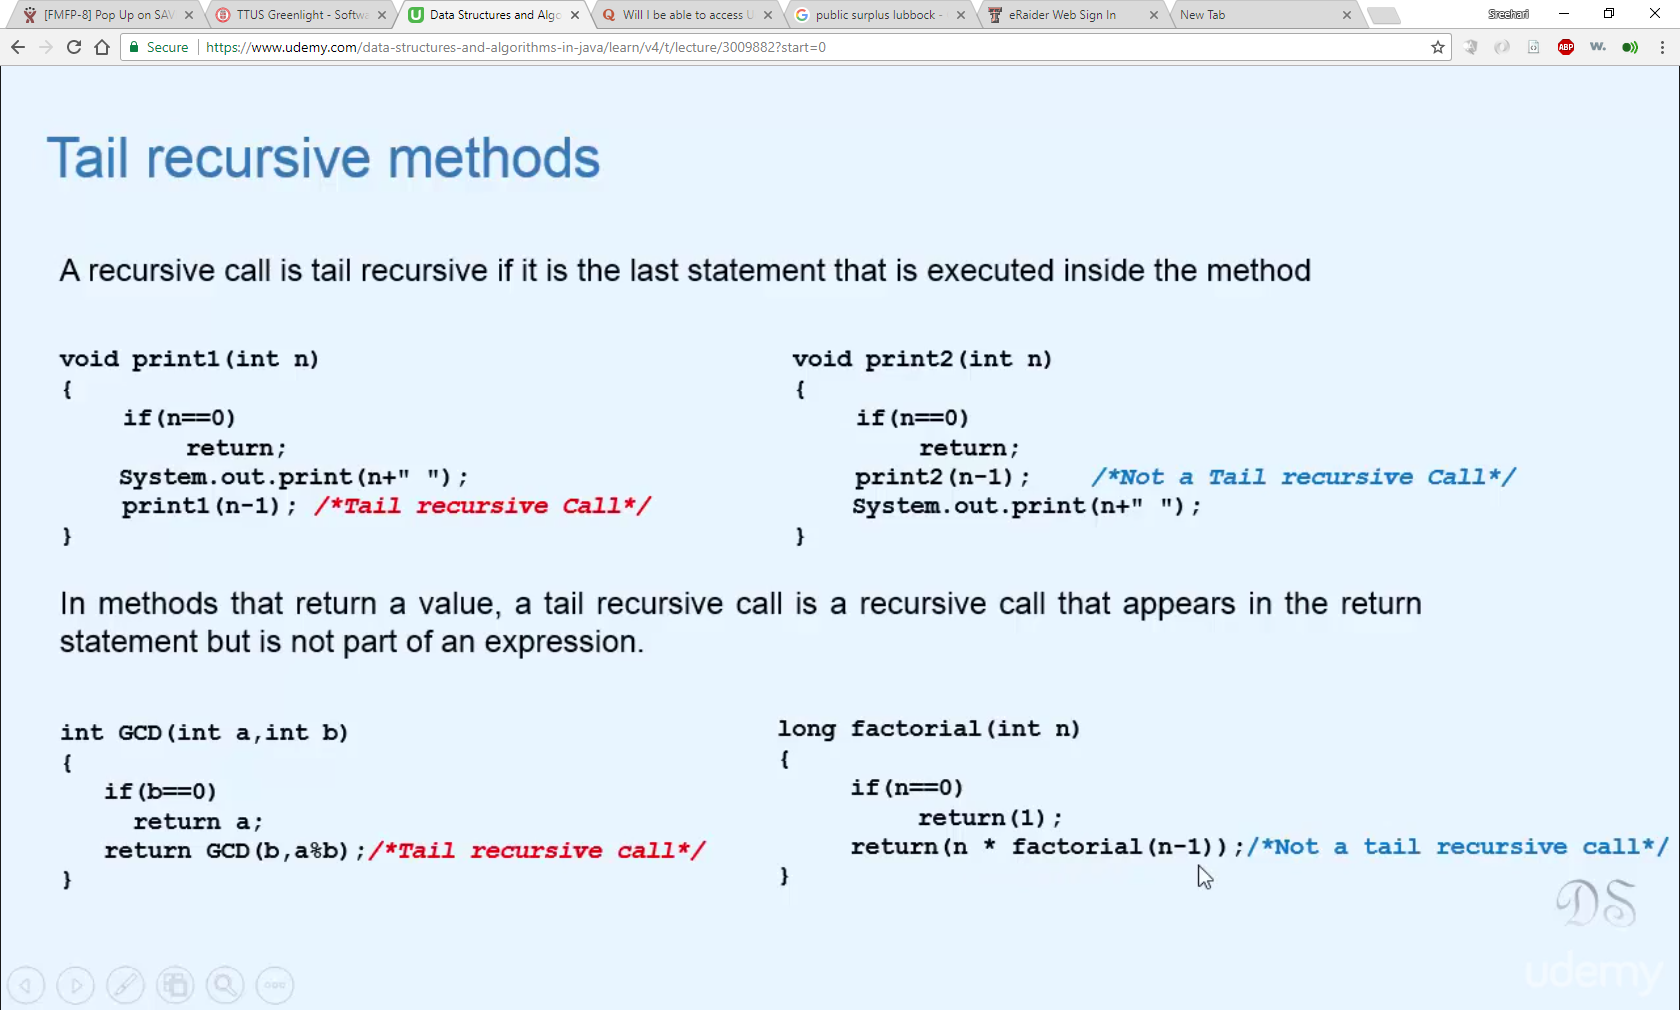 [FMFP-8] Pop Up on SAV
TTUS Greenlight - Softwa
Data Structures and Algo
Will I be able to access U
public surplus lubbock -
eRaider Web Sign In
New Tab
Sreehari
Secure
https://www.udemy.com/data-structures-and-algorithms-in-java/learn/v4/t/lecture/3009882?start=0
ABP
w.
Tail recursive methods
A recursive call is tail recursive if it is the last statement that is executed inside the method
void print1(int n)
{
if(n==0)
return;
System.out.print(n+" ");
print1(n-1); /*Tail recursive Call*/
}
void print2(int n)
{
if(n==0)
return;
print2(n-1); /*Not a Tail recursive Call*/
System.out.print(n+" ");
}
In methods that return a value, a tail recursive call is a recursive call that appears in the return
statement but is not part of an expression.
int GCD(int a,int b)
{
if(b==0)
return a;
return GCD(b,a%b);/*Tail recursive call*/
}
long factorial(int n)
{
if(n==0)
return(1);
return(n * factorial(n-1));/*Not a tail recursive call*/
}
DS
udemy